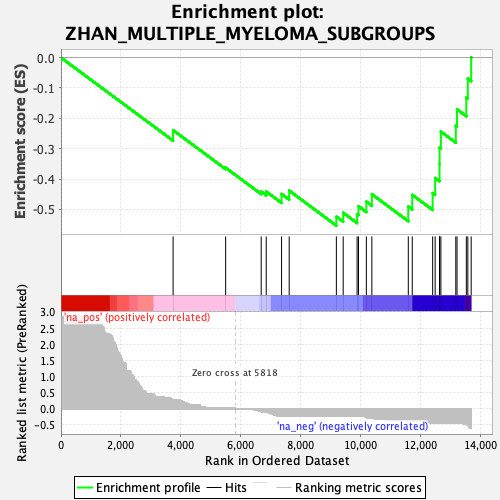 Enrichment plot:
ZHAN_MULTIPLE_MYELOMA_SUBGROUPS
Enrichment score (ES)
0.0
-0.1
-0.2
-0.3
-0.4
-0.5
'na_pos' (positively correlated)
Ranked list metric (PreRanked)
3.0
2.5
2.0
1.5
1.0
0.5
0.0
-0.5
Zero cross at 5818
'na_neg' (negatively correlated)
0 2,000 4,000 6,000 8,000 10,000 12,000 14,000
Rank in Ordered Dataset
Enrichment profile Hits Ranking metric scores